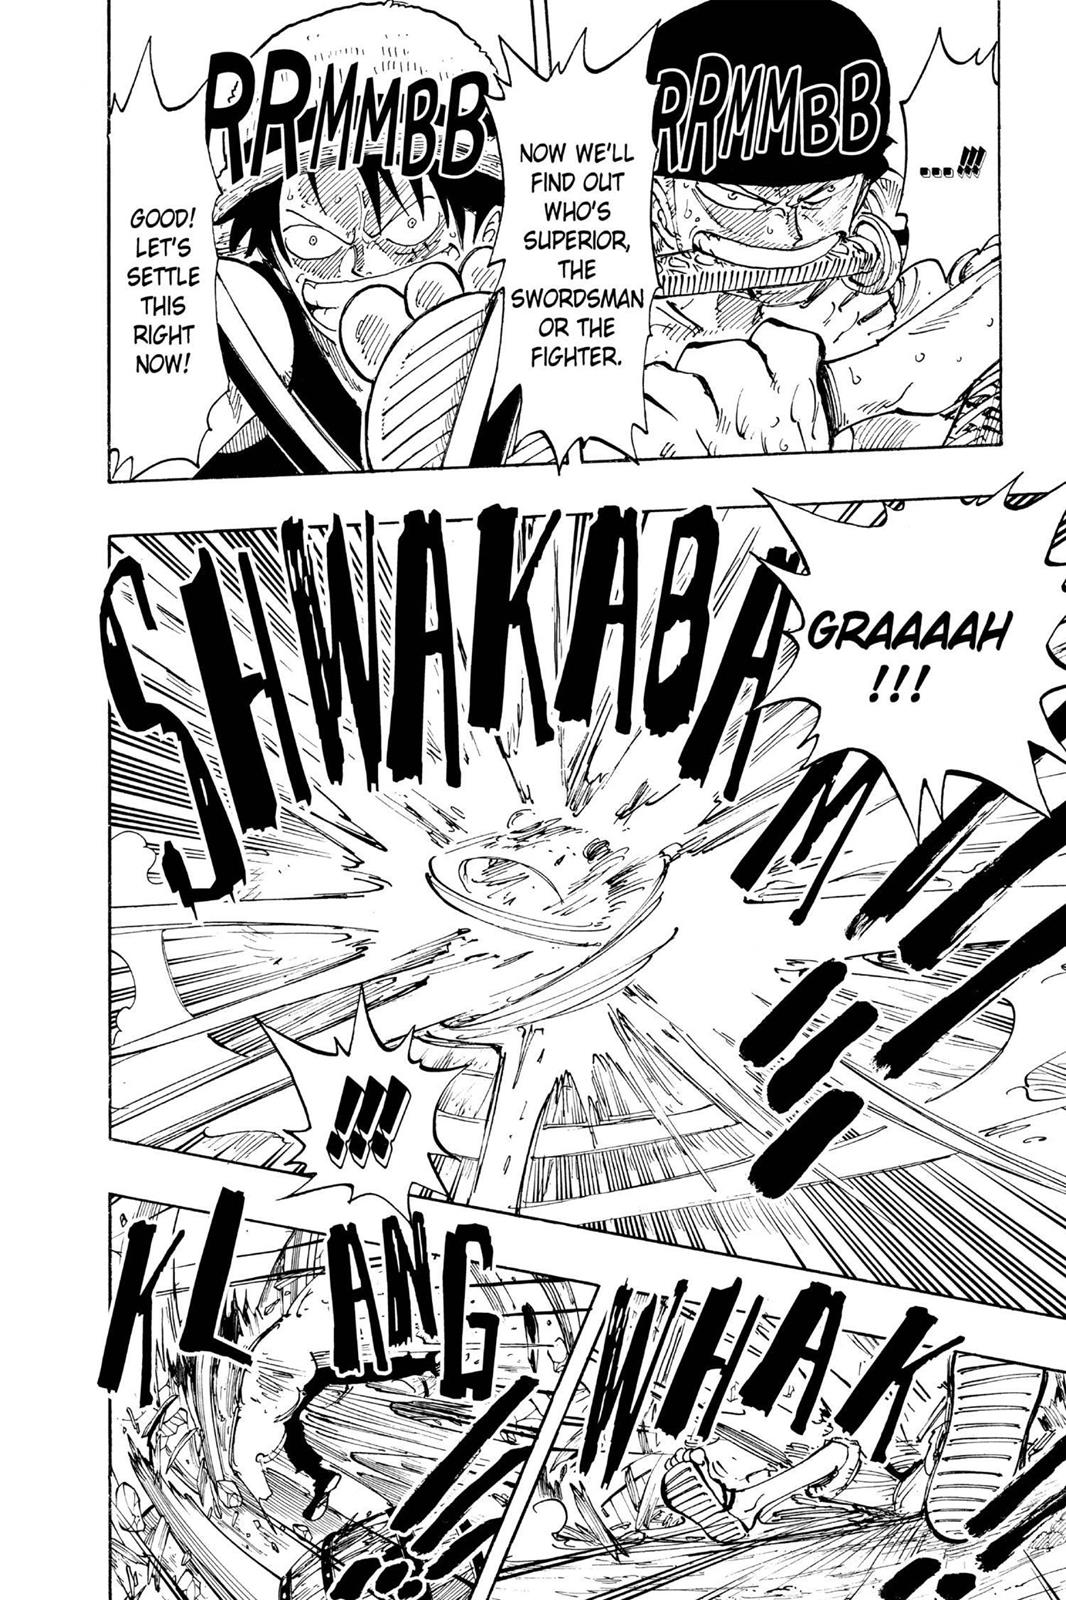 ...!!!
RRMMBB
NOW WE'LL
FIND OUT
WHO'S
SUPERIOR,
THE
SWORDSMAN
OR THE
FIGHTER.
RRMMBB
GOOD!
LET'S
SETTLE
THIS
RIGHT
NOW!
GRAAAAH
!!!
SHWAKABAM!!!
!!!
KLANG!!
WHAK!!